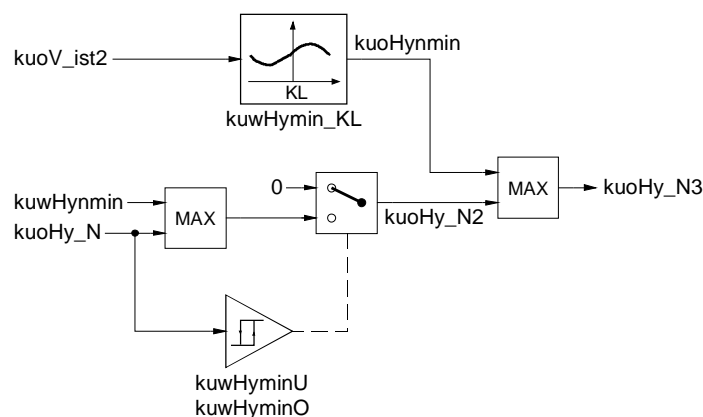 kuoV_ist2
kuoHynmin
KL
kuwHymin_KL
kuwHynmin
kuoHy_N
MAX
0
kuoHy_N2
MAX
kuoHy_N3
kuwHyminU
kuwHyminO